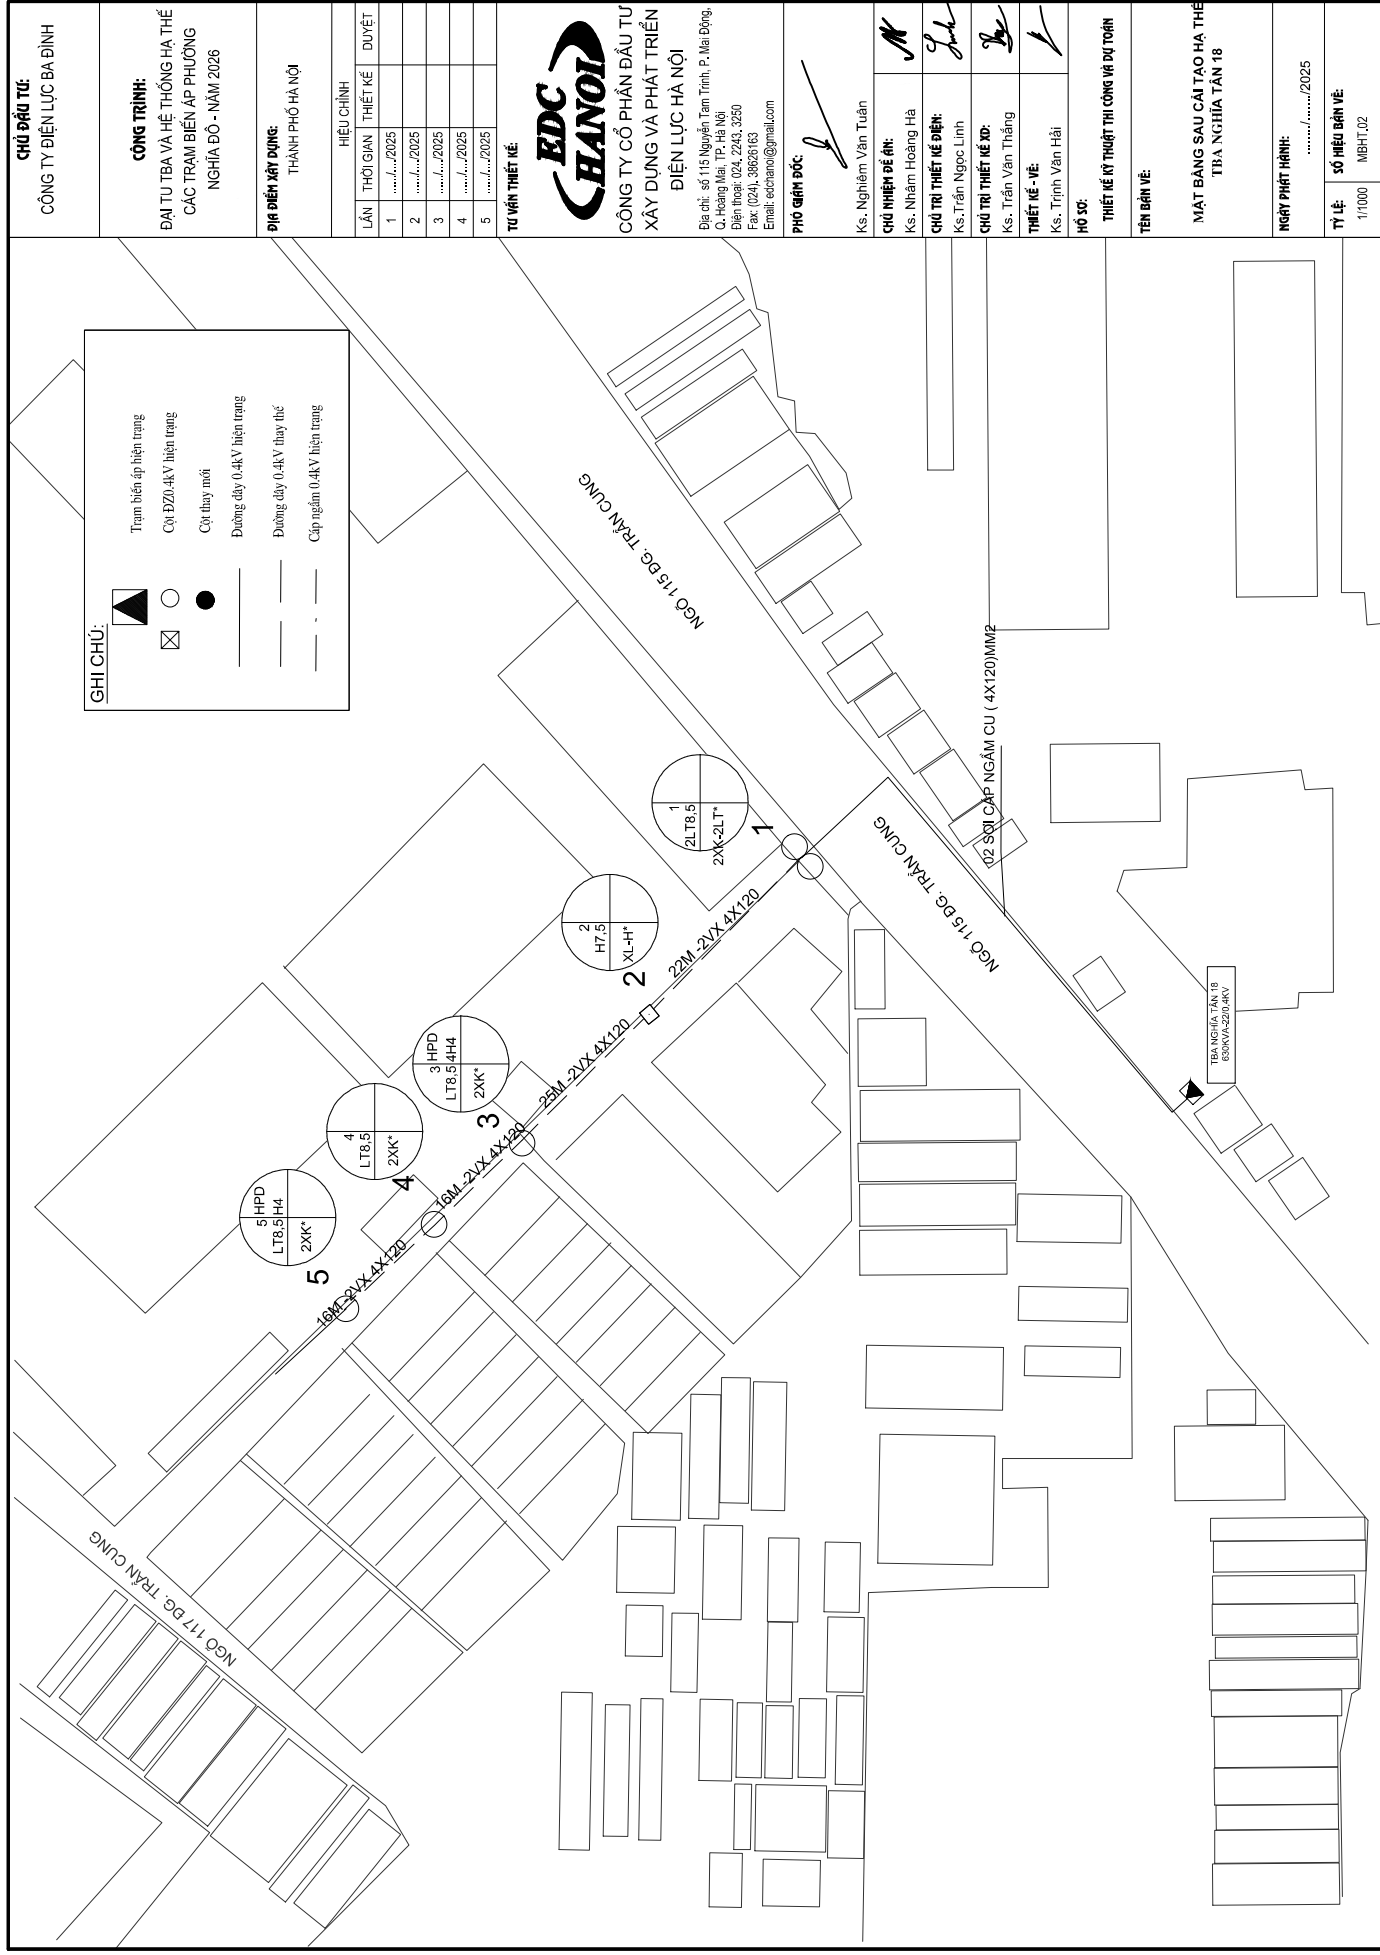 CHỦ ĐẦU TƯ:
CÔNG TY ĐIỆN LỰC BA ĐÌNH
CÔNG TRÌNH:
ĐẠI TU TBA VÀ HỆ THỐNG HẠ THẾ
CÁC TRẠM BIẾN ÁP PHƯỜNG
NGHĨA ĐÔ - NĂM 2026
ĐỊA ĐIỂM XÂY DỰNG:
THÀNH PHỐ HÀ NỘI
HIỆU CHỈNH
LẦN THỜI GIAN THIẾT KẾ DUYỆT
1 ...../...../2025
2 ...../...../2025
3 ...../...../2025
4 ...../...../2025
5 ...../...../2025
TƯ VẤN THIẾT KẾ:
EDC
HANOI
CÔNG TY CỔ PHẦN ĐẦU TƯ
XÂY DỰNG VÀ PHÁT TRIỂN
ĐIỆN LỰC HÀ NỘI
Địa chỉ: số 115 Nguyễn Tam Trinh, P. Mai Động,
Q. Hoàng Mai, TP. Hà Nội
Điện thoại: 024. 2243. 3250
Fax: (024). 38626163
Email: edchanoi@gmail.com
PHÓ GIÁM ĐỐC:
Ks. Nghiêm Văn Tuân
CHỦ NHIỆM ĐỀ ÁN:
Ks. Nhâm Hoàng Hà
CHỦ TRÌ THIẾT KẾ ĐIỆN:
Ks. Trần Ngọc Linh
CHỦ TRÌ THIẾT KẾ XD:
Ks. Trần Văn Thắng
THIẾT KẾ - VẼ:
Ks. Trịnh Văn Hải
HỒ SƠ:
THIẾT KẾ KỸ THUẬT THI CÔNG VÀ DỰ TOÁN
TÊN BẢN VẼ:
MẶT BẰNG SAU CẢI TẠO HẠ THẾ
TBA NGHĨA TÂN 18
NGÀY PHÁT HÀNH:
........./........./2025
TỶ LỆ: SỐ HIỆU BẢN VẼ:
1/1000 MBHT.02
GHI CHÚ:
Trạm biến áp hiện trạng
Cột ĐZ0.4kV hiện trạng
Cột thay mới
Đường dây 0.4kV hiện trạng
Đường dây 0.4kV thay thế
Cáp ngầm 0.4kV hiện trạng
NGÕ 115 ĐG. TRẦN CUNG
1
2LT8,5
2XK-2LT*
1
2
H7,5
XL-H*
2
3 HPD
LT8,5 4H4
2XK*
3
4
LT8,5
2XK*
4
5 HPD
LT8,5 H4
2XK*
5
22M -2VX 4X120
25M -2VX 4X120
16M -2VX 4X120
16M -2VX 4X120
02 SỢI CÁP NGẦM CU ( 4X120)MM2
NGÕ 115 ĐG. TRẦN CUNG
TBA NGHĨA TÂN 18
630KVA-22/0,4KV
NGÕ 117 ĐG. TRẦN CUNG